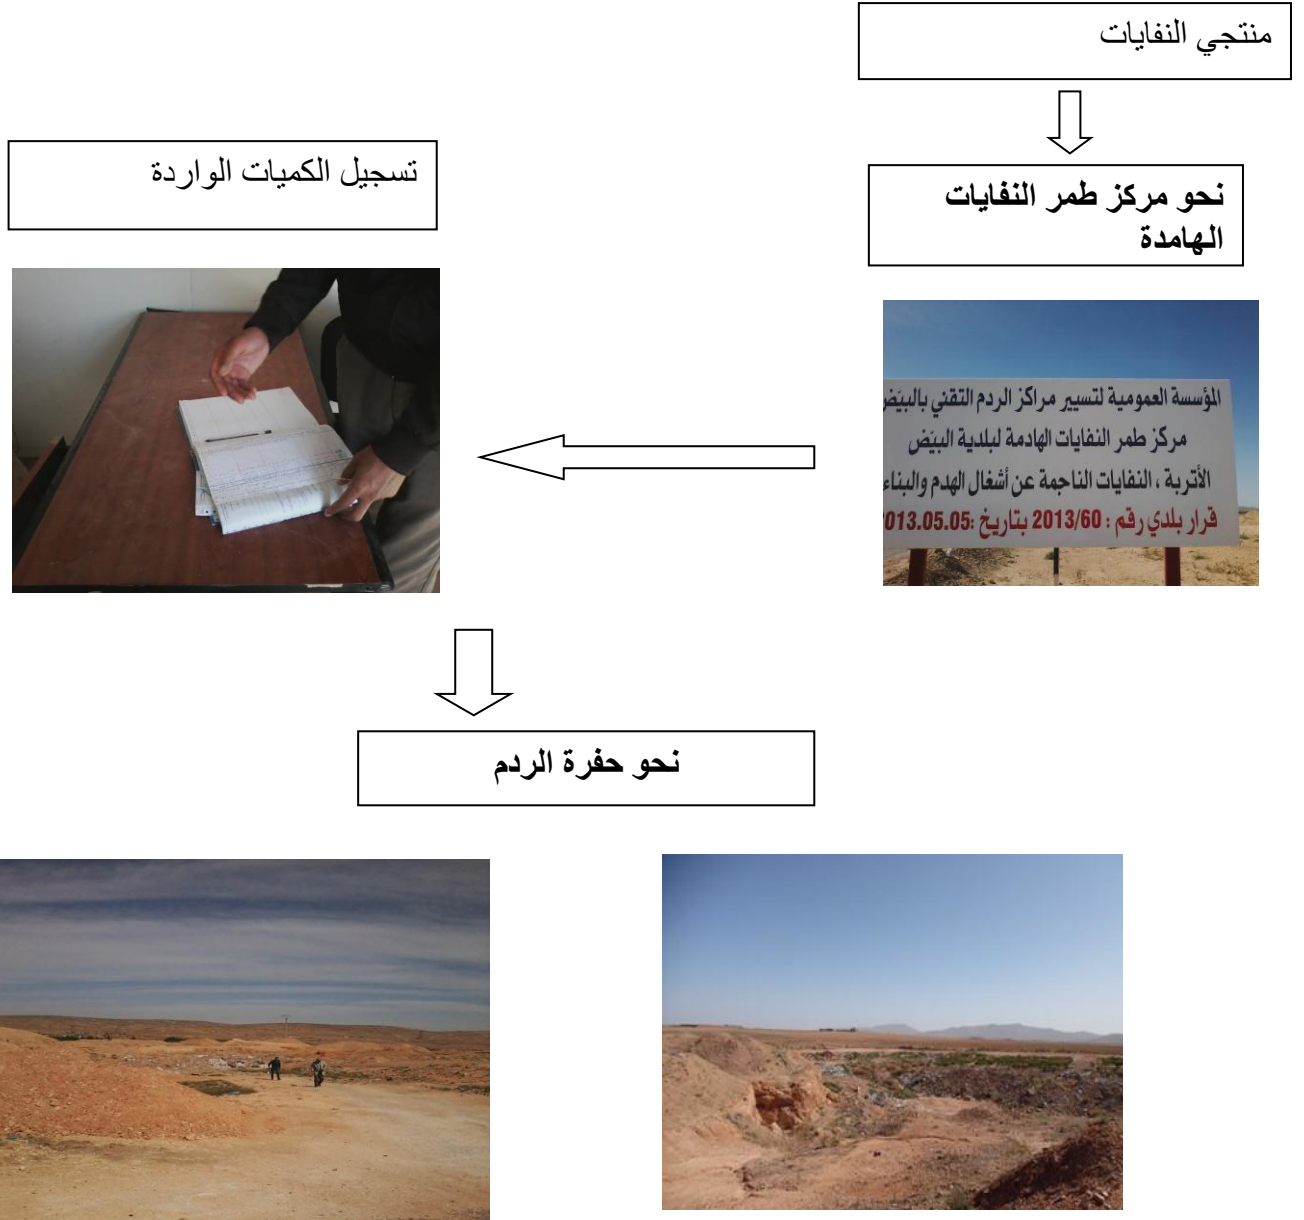 منتجي النفايات
نحو مركز طمر النفايات
الهامدة
المؤسسة العمومية لتسيير مراكز الردم التقني بالبيّض
مركز طمر النفايات الهادمة لبلدية البيّض
الأتربة ، النفايات الناجمة عن أشغال الهدم والبناء
قرار بلدي رقم : 2013/60 بتاريخ :2013.05.05
تسجيل الكميات الواردة
نحو حفرة الردم